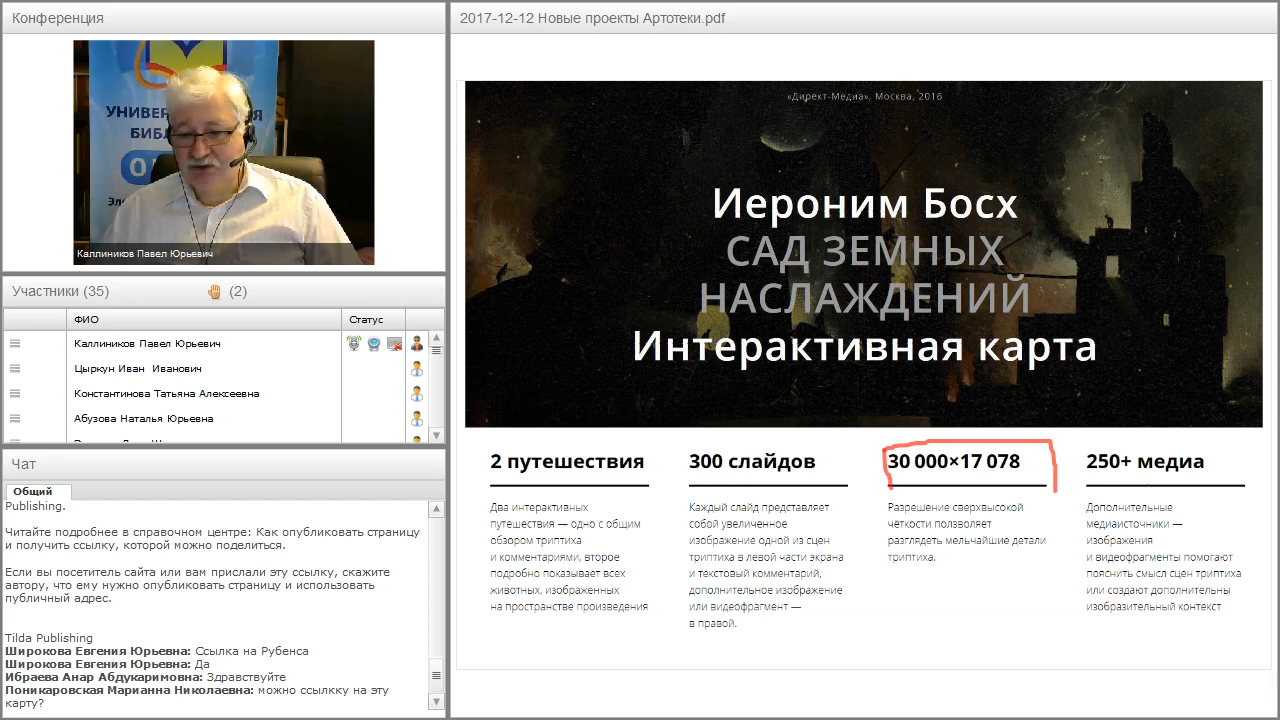 Конференция
УНИВЕР
АЯ
БИБЛ
Каллиников Павел Юрьевич
Участники (35)
(2)
ФИО
Статус
Каллиников Павел Юрьевич
Цыркун Иван Иванович
Константинова Татьяна Алексеевна
Абузова Наталья Юрьевна
Чат
Общий
Publishing.
Читайте подробнее в справочном центре: Как опубликовать страницу
и получить ссылку, которой можно поделиться.
Если вы посетитель сайта или вам прислали эту ссылку, скажите
автору, что ему нужно опубликовать страницу и использовать
публичный адрес.
Tilda Publishing
Широкова Евгения Юрьевна: Ссылка на Рубенса
Широкова Евгения Юрьевна: Да
Ибраева Анар Абдукаримовна: Здравствуйте
Поникаровская Марианна Николаевна: можно ссылкку на эту
карту?
2017-12-12 Новые проекты Артотеки.pdf
«Директ-Медиа», Москва, 2016
Иероним Босх
САД ЗЕМНЫХ
НАСЛАЖДЕНИЙ
Интерактивная карта
2 путешествия
Два интерактивных
путешествия — одно с общим
обзором триптиха
и комментариями, второе
подробно показывает всех
животных, изображенных
на пространстве произведения
300 слайдов
Каждый слайд представляет
собой увеличенное
изображение одной из сцен
триптиха в левой части экрана
и текстовый комментарий,
дополнительное изображение
или видеофрагмент —
в правой.
30 000×17 078
Разрешение сверхвысокой
чёткости ползволяет
разглядеть мельчайшие детали
триптиха.
250+ медиа
Дополнительные
медиаисточники —
изображения
и видеофрагменты помогают
пояснить смысл сцен триптиха
или создают дополнительны
изобразительный контекст